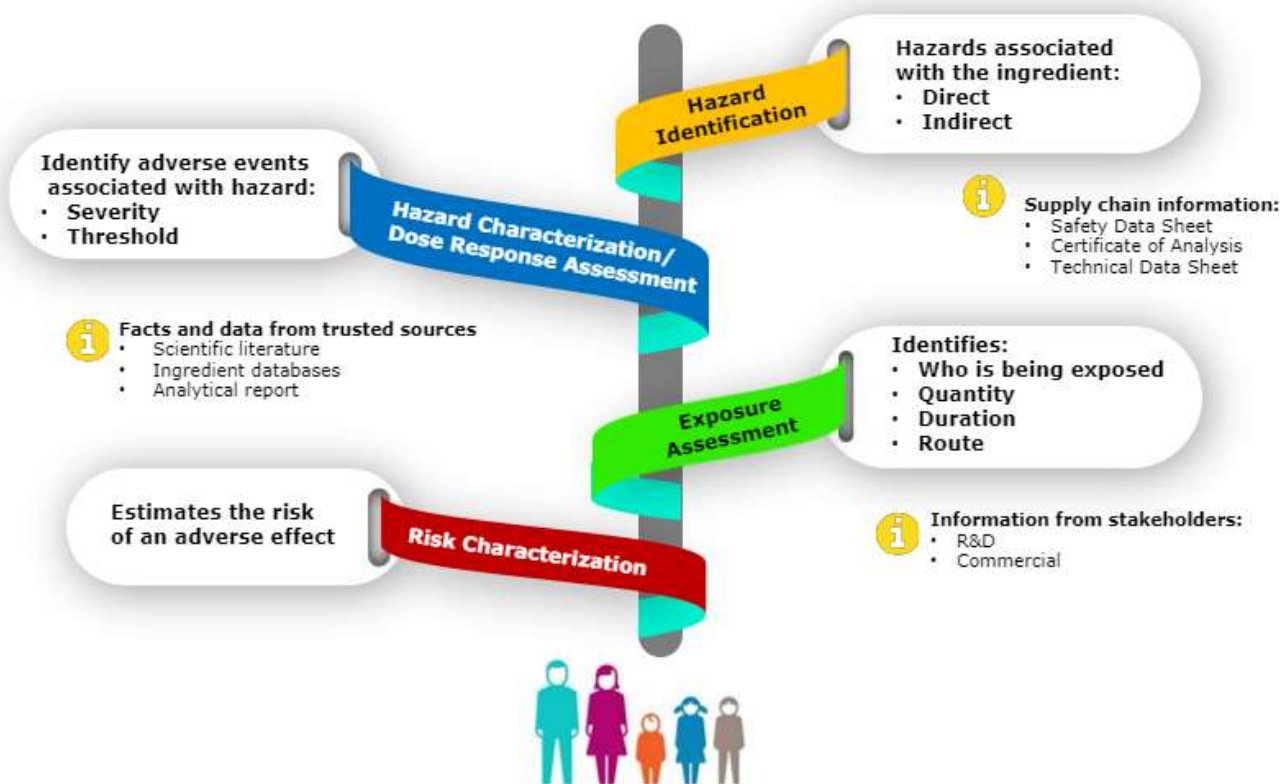 Hazard
Identification
Hazards associated
with the ingredient:
• Direct
• Indirect
Supply chain information:
• Safety Data Sheet
• Certificate of Analysis
• Technical Data Sheet
Identify adverse events
associated with hazard:
• Severity
• Threshold
Hazard Characterization/
Dose Response Assessment
Facts and data from trusted sources
• Scientific literature
• Ingredient databases
• Analytical report
Exposure
Assessment
Identifies:
• Who is being exposed
• Quantity
• Duration
• Route
Information from stakeholders:
• R&D
• Commercial
Estimates the risk
of an adverse effect
Risk Characterization